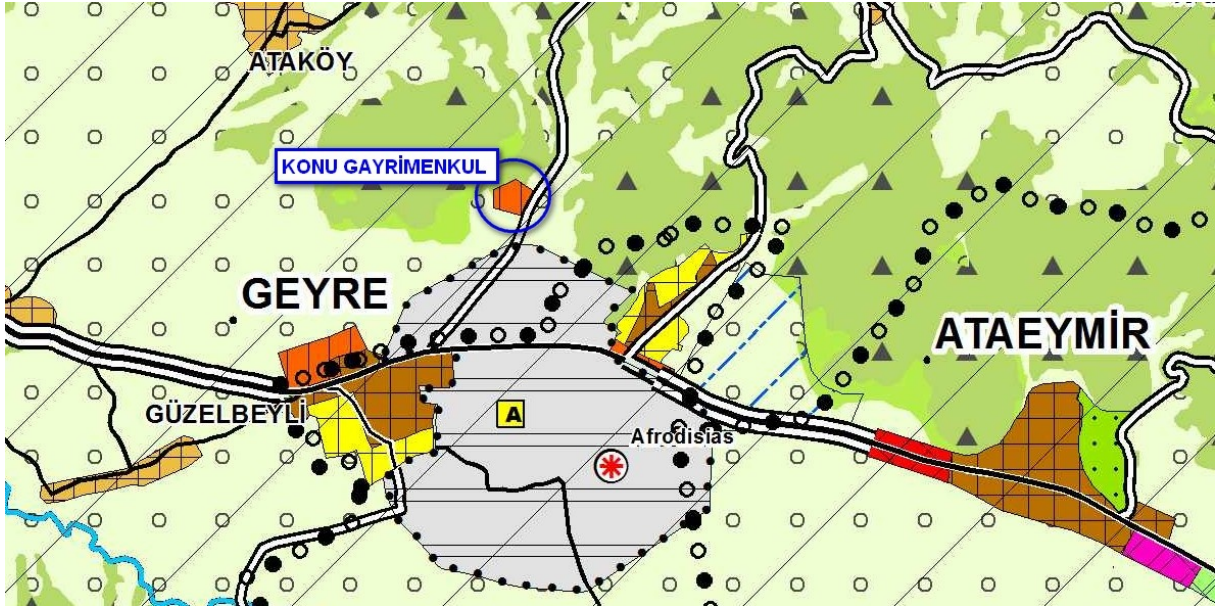 ATAKÖY
KONU GAYRİMENKUL
GEYRE
ATAEYMİR
GÜZELBEYLİ
A
Afrodisias